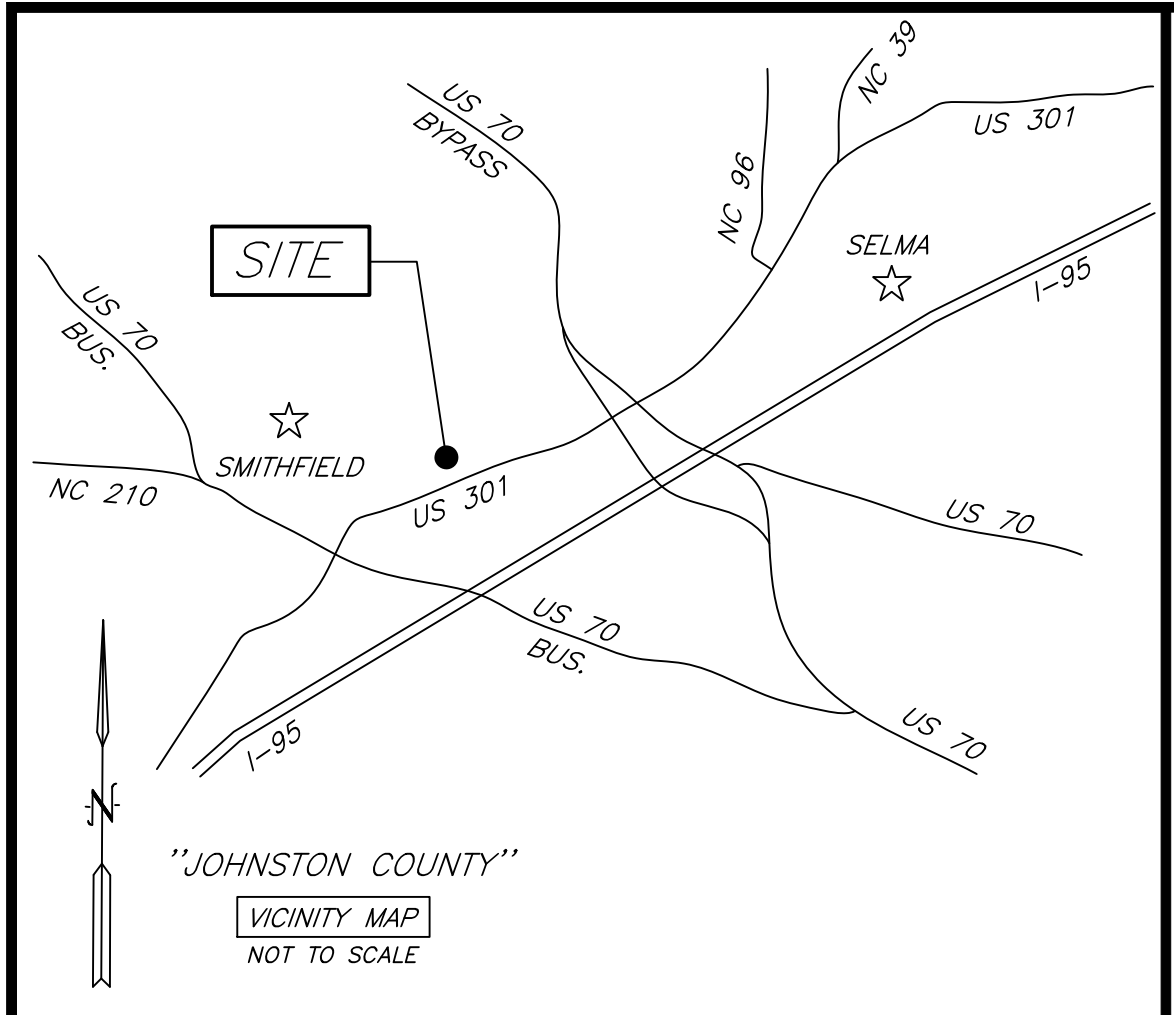 NC 39
US 70
BYPASS
US 301
NC 96
SELMA
SITE
I-95
US 70
BUS.
SMITHFIELD
NC 210
US 301
US 70
US 70
BUS.
US 70
I-95
N
"JOHNSTON COUNTY"
VICINITY MAP
NOT TO SCALE